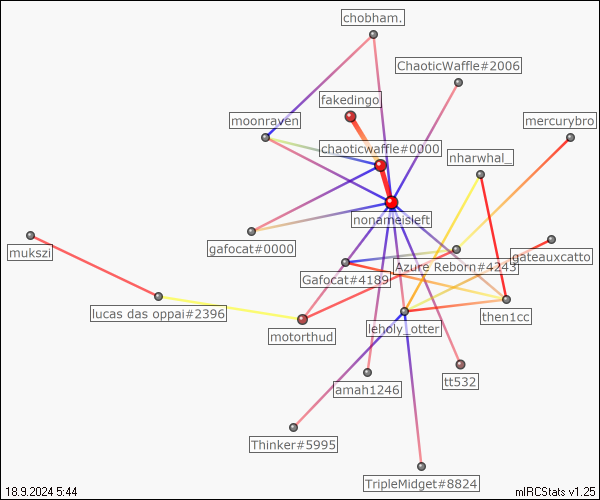 chobham.
ChaoticWaffle#2006
fakedingo
moonraven
mercurybro
chaoticwaffle#0000
nharwhal_
nonameisleft
mukszi
gafocat#0000
gateauxcatto
Azure Reborn#4243
Gafocat#4189
lucas das oppai#2396
then1cc
leholy_otter
motorthud
tt532
amah1246
Thinker#5995
TripleMidget#8824
18.9.2024 5:44
mIRCStats v1.25